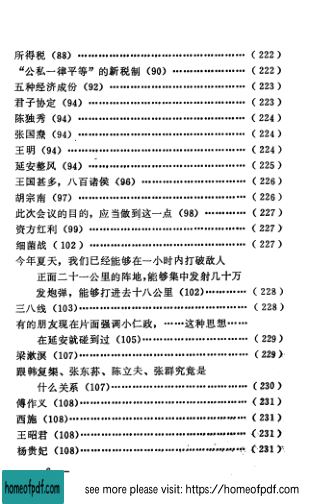 所得税（88）……………………………………（222）
“公私一律平等”的新税制（90）………………（222）
五种经济成份（92）………………………………（223）
君子协定（94）……………………………………（223）
陈独秀（94）………………………………………（224）
张国焘（94）………………………………………（224）
王明（94）…………………………………………（224）
延安整风（94）……………………………………（225）
王国甚多，八百诸侯（96）………………………（226）
胡宗南（97）………………………………………（226）
此次会议的目的，应当做到这一点（98）………（227）
资方红利（99）……………………………………（227）
细菌战（102）……………………………………（227）
今年夏天，我们已经能够在一小时内打破敌人
正面二十一公里的阵地，能够集中发射几十万
发炮弹，能够打进去十八公里（102）…………（228）
三八线（103）……………………………………（228）
有的朋友现在片面强调小仁政，……这种思想……
在延安就碰到过（105）…………………………（229）
梁漱溟（107）……………………………………（229）
跟韩复榘、张东荪、陈立夫、张群究竟是
什么关系（107）…………………………………（230）
傅作义（108）……………………………………（231）
西施（108）………………………………………（231）
王昭君（108）……………………………………（231）
杨贵妃（108）……………………………………（231）
homeofpdf.com
see more please visit: https://homeofpdf.com